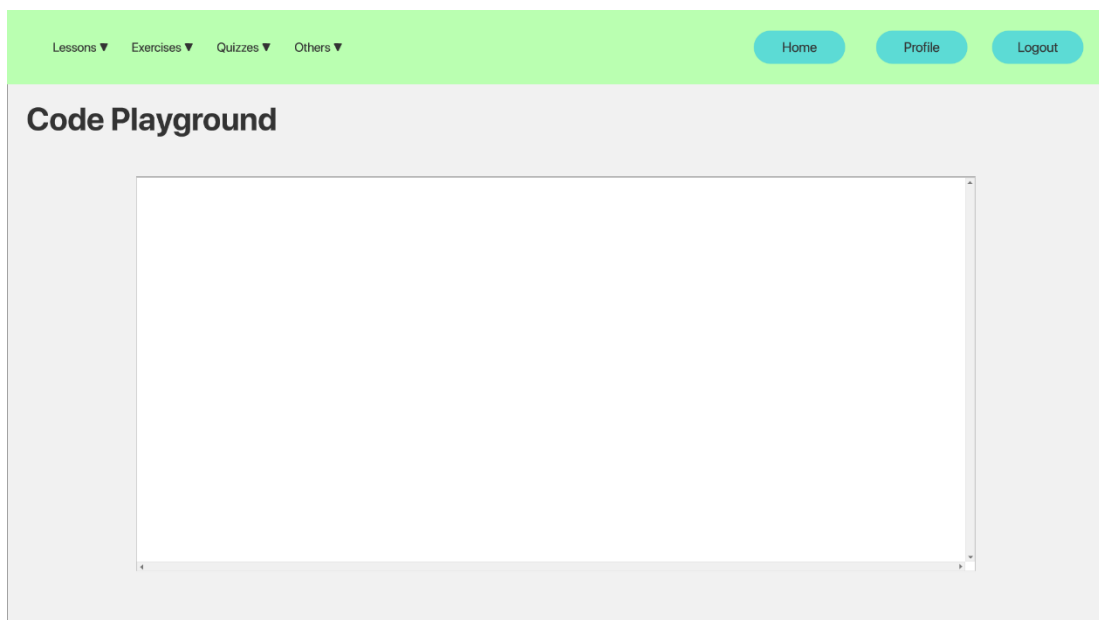 Lessons ▼ Exercises ▼ Quizzes ▼ Others ▼ Home Profile Logout
Code Playground